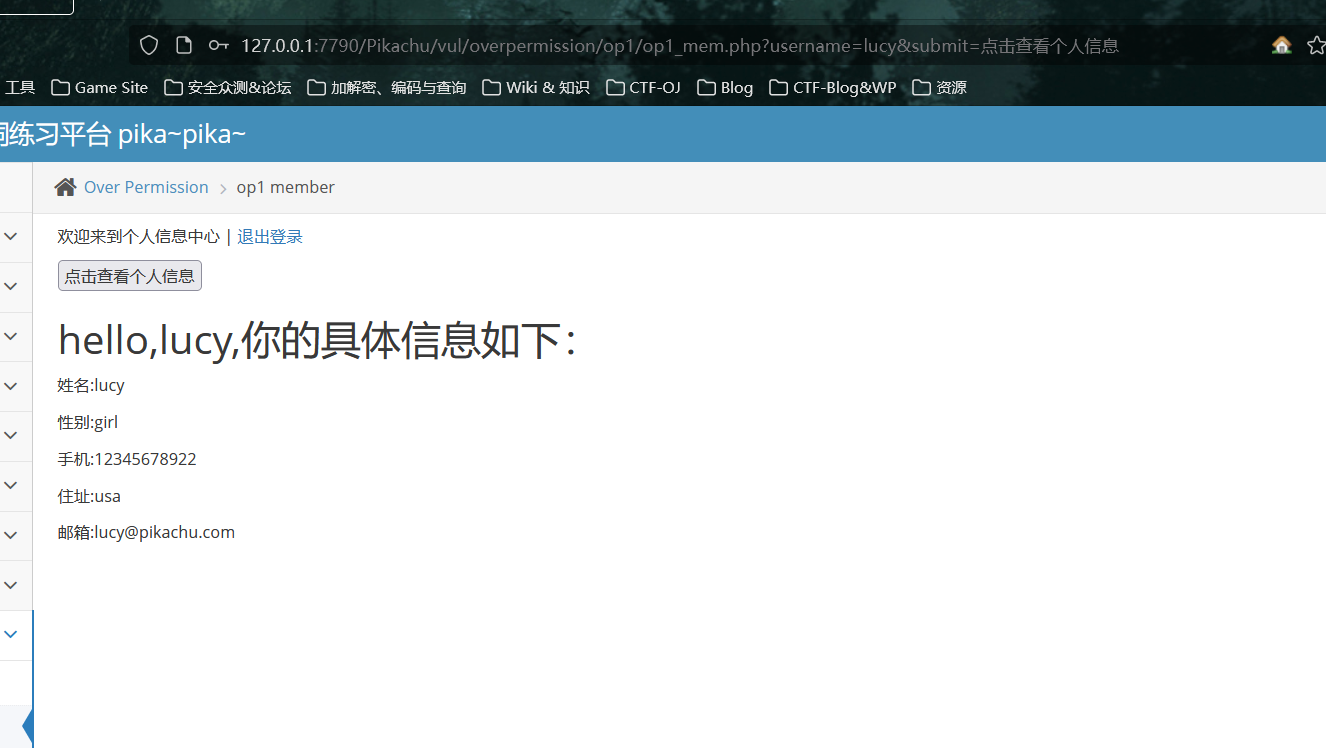 127.0.0.1:7790/Pikachu/vul/overpermission/op1/op1_mem.php?username=lucy&submit=点击查看个人信息
工具 Game Site 安全众测&论坛 加解密、编码与查询 Wiki & 知识 CTF-OJ Blog CTF-Blog&WP 资源
练习平台 pika~pika~
Over Permission > op1 member
欢迎来到个人信息中心 | 退出登录
点击查看个人信息
hello,lucy,你的具体信息如下：
姓名:lucy
性别:girl
手机:12345678922
住址:usa
邮箱:lucy@pikachu.com